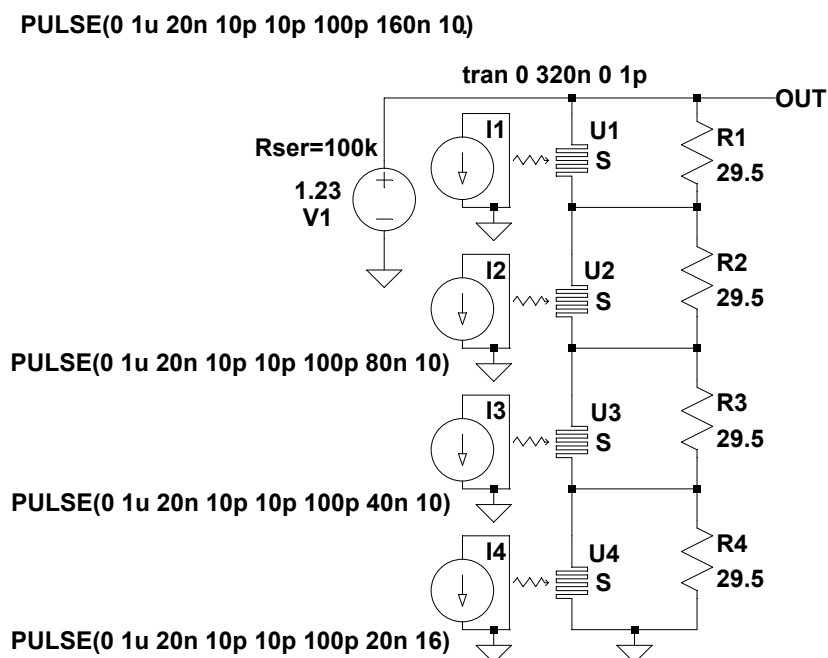 PULSE(0 1u 20n 10p 10p 100p 160n 10)
tran 0 320n 0 1p
OUT
I1
U1
S
R1
29.5
Rser=100k
1.23
V1
I2
U2
S
R2
29.5
PULSE(0 1u 20n 10p 10p 100p 80n 10)
I3
U3
S
R3
29.5
PULSE(0 1u 20n 10p 10p 100p 40n 10)
I4
U4
S
R4
29.5
PULSE(0 1u 20n 10p 10p 100p 20n 16)